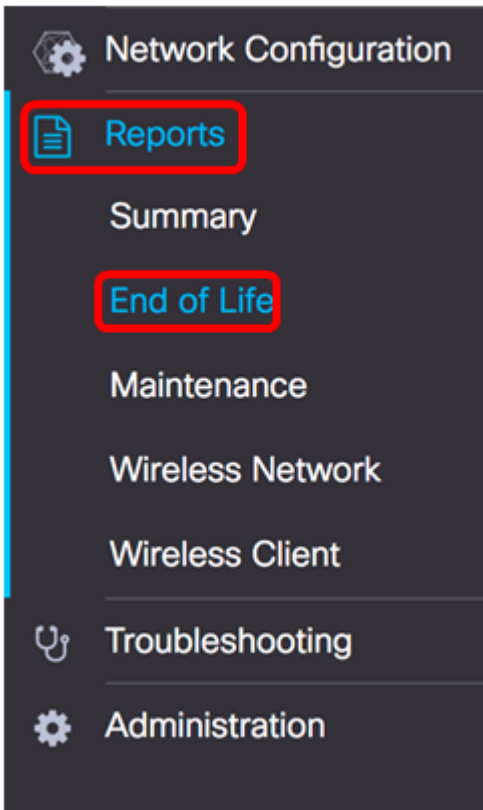 Network Configuration
Reports
Summary
End of Life
Maintenance
Wireless Network
Wireless Client
Troubleshooting
Administration